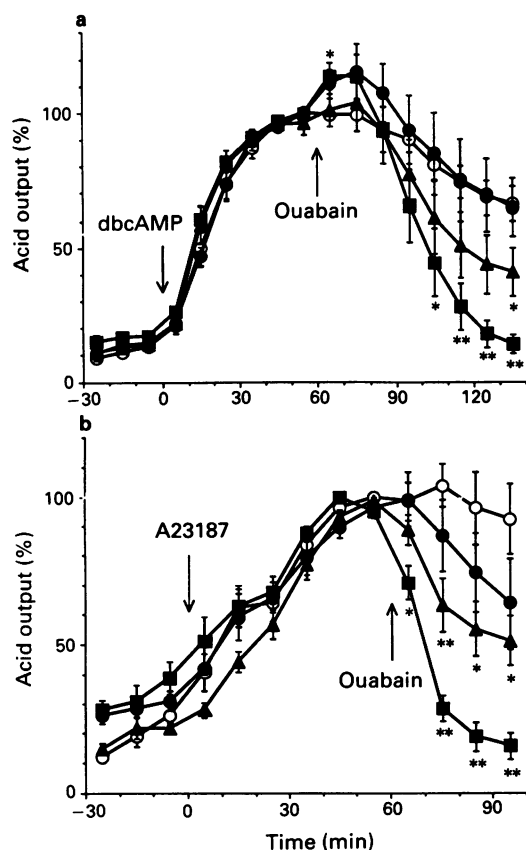 a
Acid output (%)
100
50
0
dbcAMP
Ouabain
*
*
*
**
**
**
-30 0 30 60 90 120
b
Acid output (%)
100
50
0
A23187
Ouabain
*
**
*
*
**
**
**
-30 0 30 60 90
Time (min)